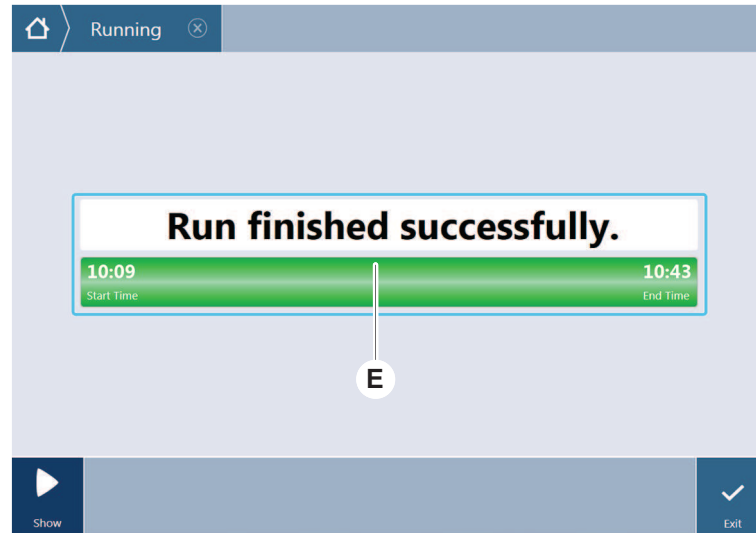 Running
Run finished successfully.
10:09 10:43
Start Time End Time
E
Show Exit